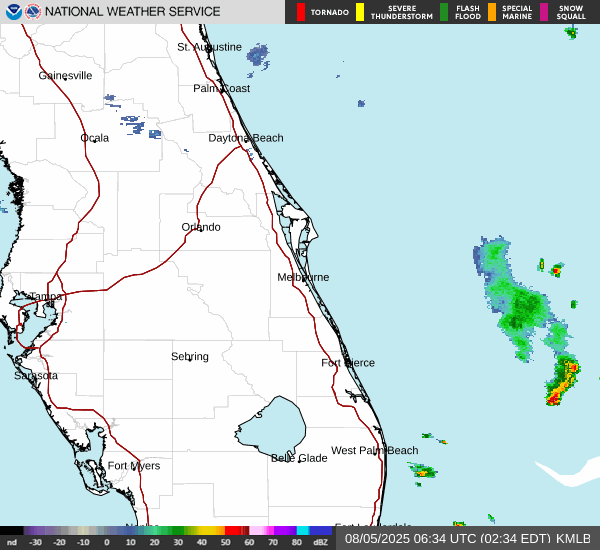 NATIONAL WEATHER SERVICE
TORNADO
SEVERE THUNDERSTORM
FLASH FLOOD
SPECIAL MARINE
SNOW SQUALL
St. Augustine
Gainesville
Palm Coast
Ocala
Daytona Beach
Orlando
Melbourne
Tampa
Sebring
Fort Pierce
Sarasota
West Palm Beach
Belle Glade
Fort Myers
Fort Lauderdale
nd -30 -20 -10 0 10 20 30 40 50 60 70 80 dBZ
08/05/2025 06:34 UTC (02:34 EDT) KMLB